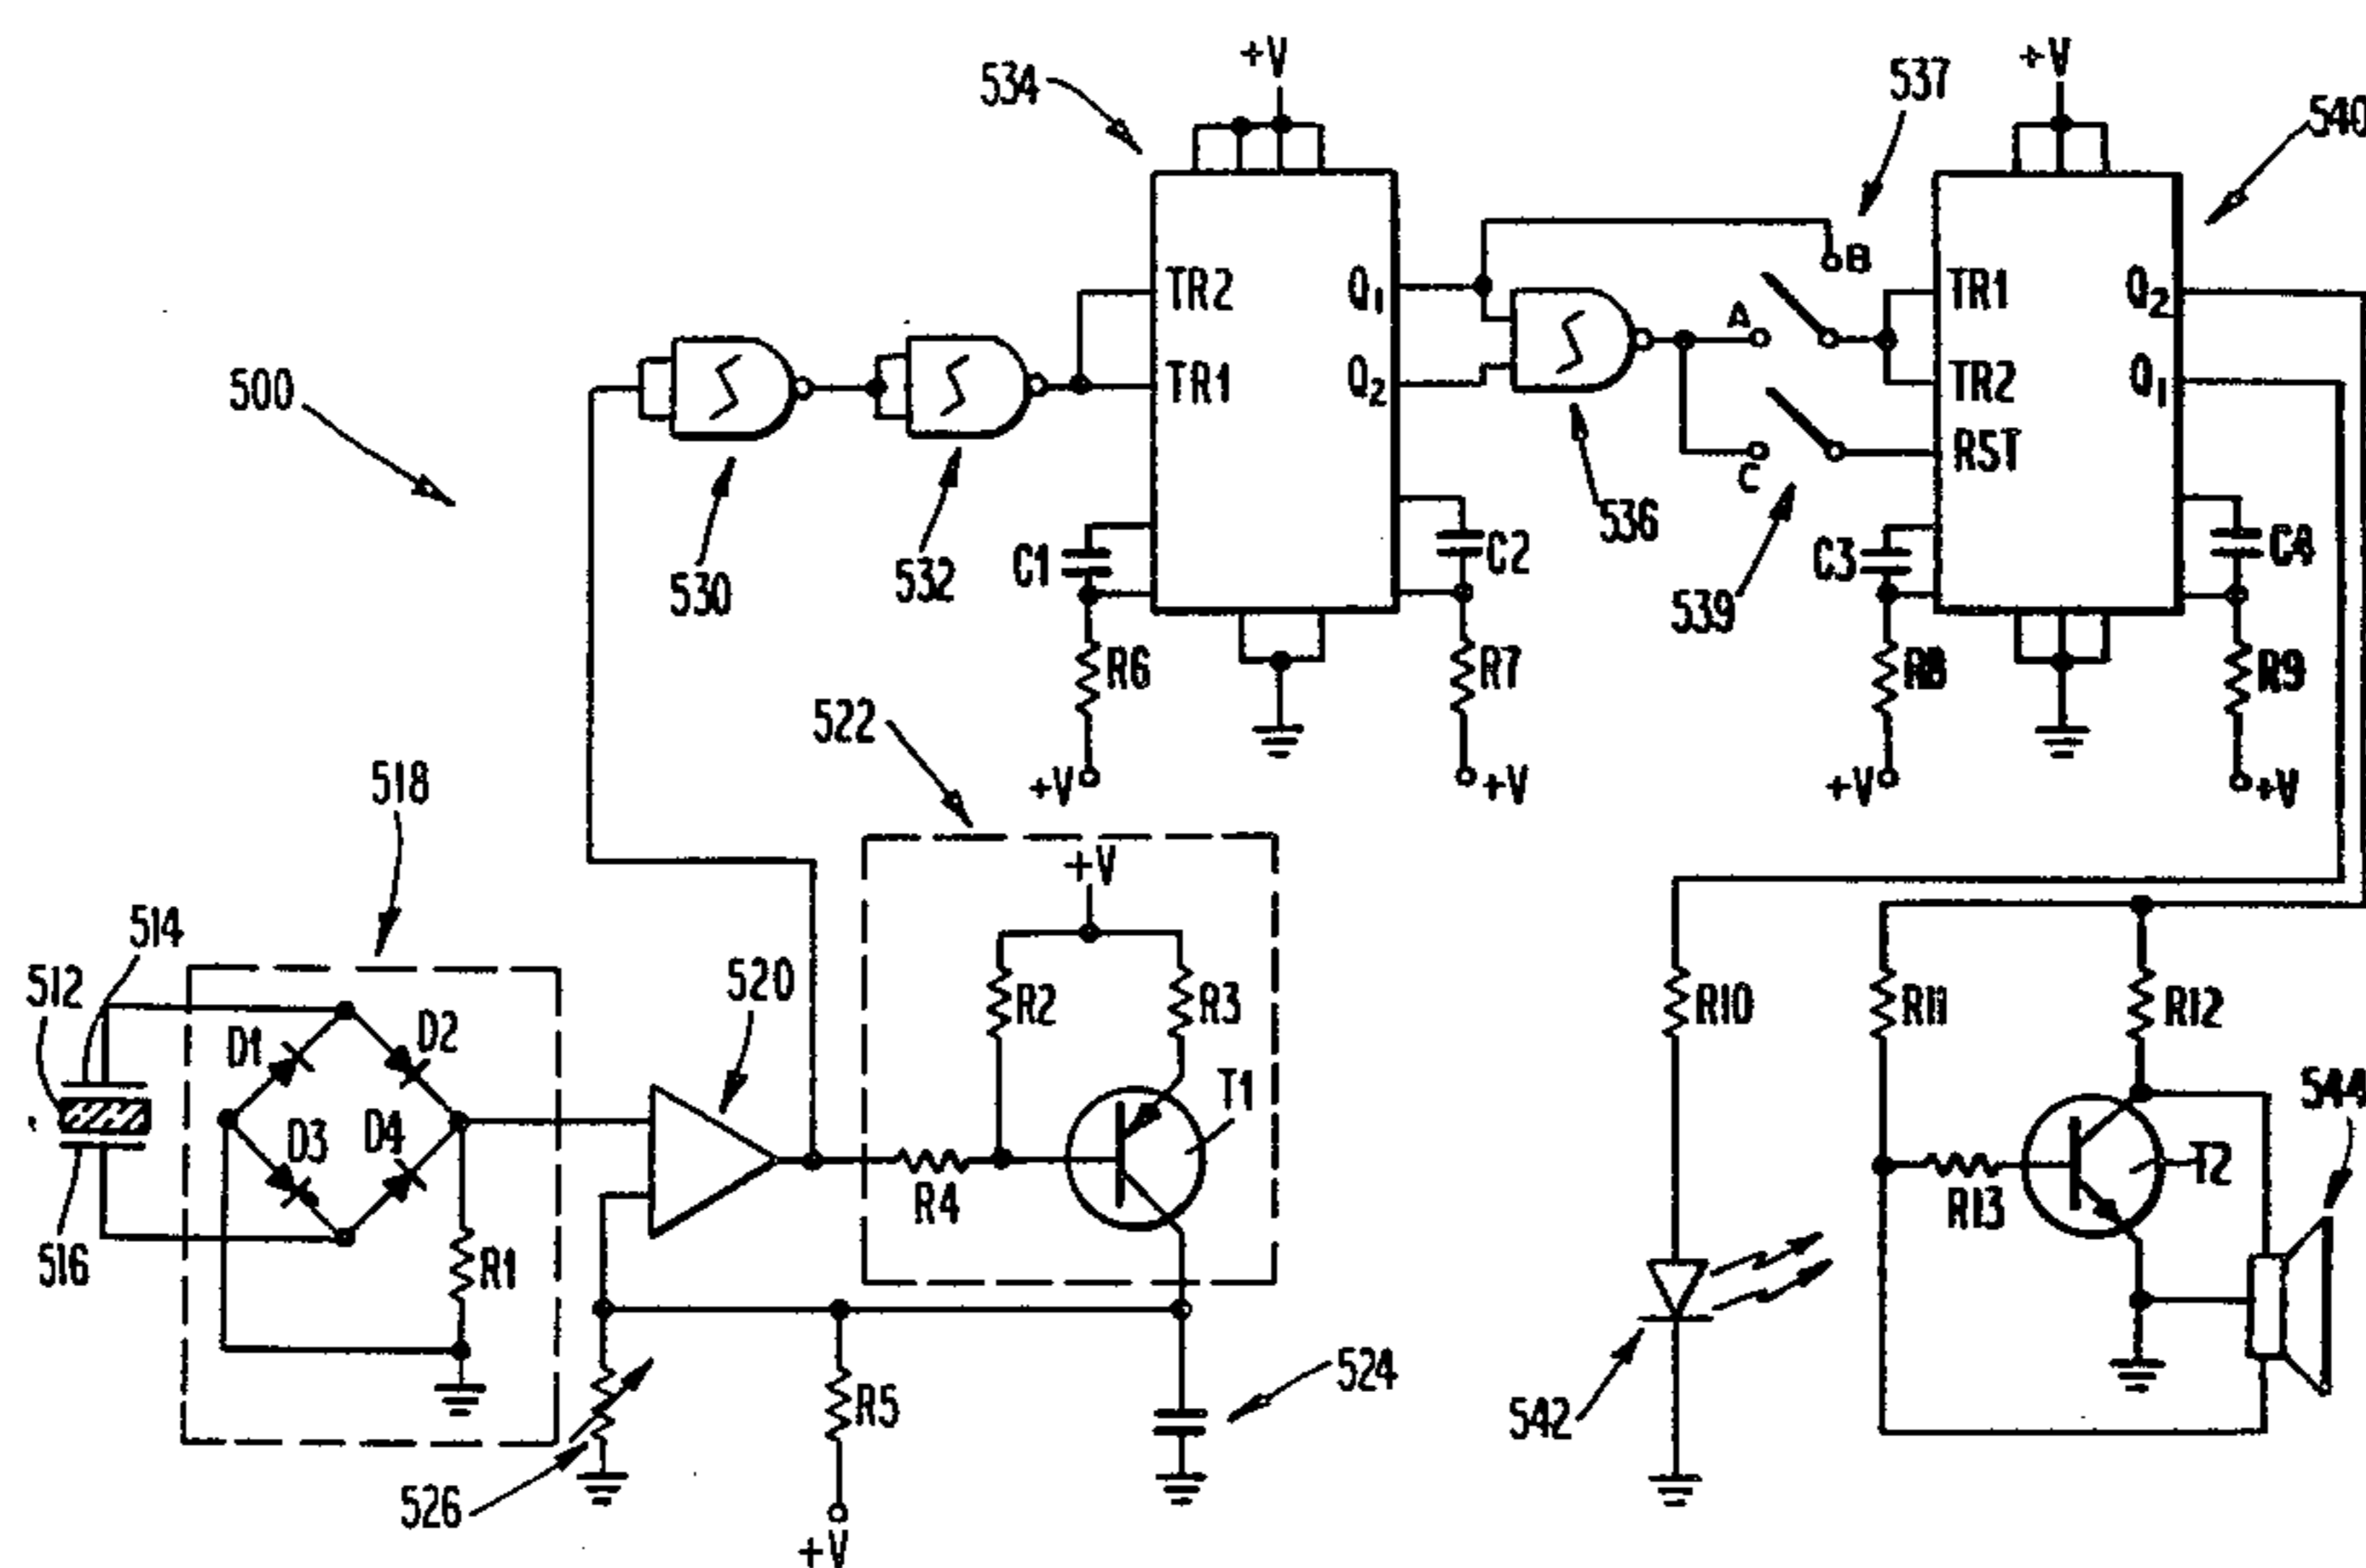 +V
+V
534
537
540
B
TR2
Q1
A
TR1
Q2
500
TR1
Q2
TR2
Q1
C
RST
530
532
C1
C2
536
539
C3
C4
R6
R7
R8
R9
522
+V
+V
+V
+V
518
+V
514
512
520
R2
R3
R10
R11
R12
D1
D2
T1
544
D3
D4
R4
R13
T2
516
R1
R5
524
542
526
+V